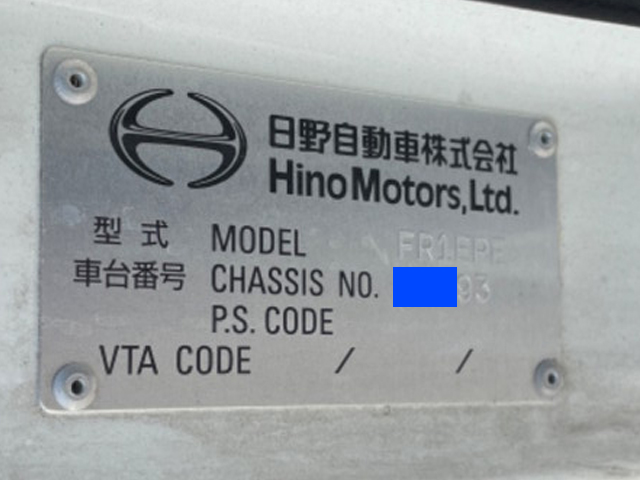 日野自動車株式会社
Hino Motors, Ltd.
型式 MODEL FR1EPE
車台番号 CHASSIS NO. 93
P.S. CODE
VTA CODE / /